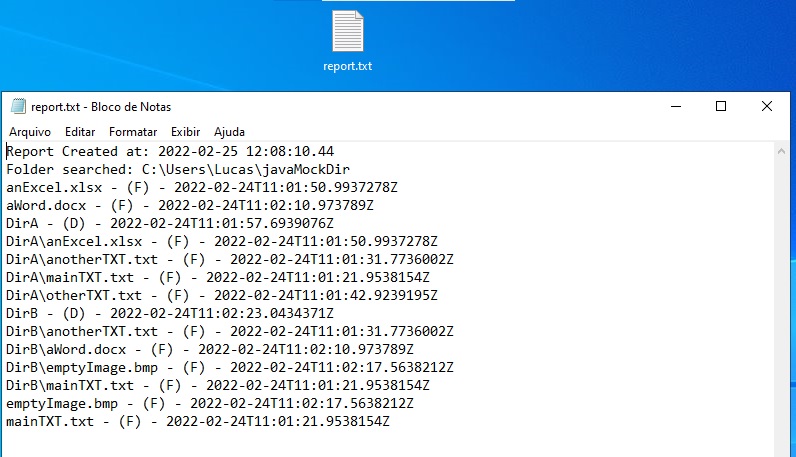 report.txt
report.txt - Bloco de Notas
Arquivo Editar Formatar Exibir Ajuda
Report Created at: 2022-02-25 12:08:10.44
Folder searched: C:\Users\Lucas\javaMockDir
anExcel.xlsx - (F) - 2022-02-24T11:01:50.9937278Z
aWord.docx - (F) - 2022-02-24T11:02:10.973789Z
DirA - (D) - 2022-02-24T11:01:57.6939076Z
DirA\anExcel.xlsx - (F) - 2022-02-24T11:01:50.9937278Z
DirA\anotherTXT.txt - (F) - 2022-02-24T11:01:31.7736002Z
DirA\mainTXT.txt - (F) - 2022-02-24T11:01:21.9538154Z
DirA\otherTXT.txt - (F) - 2022-02-24T11:01:42.9239195Z
DirB - (D) - 2022-02-24T11:02:23.0434371Z
DirB\anotherTXT.txt - (F) - 2022-02-24T11:01:31.7736002Z
DirB\aWord.docx - (F) - 2022-02-24T11:02:10.973789Z
DirB\emptyImage.bmp - (F) - 2022-02-24T11:02:17.5638212Z
DirB\mainTXT.txt - (F) - 2022-02-24T11:01:21.9538154Z
emptyImage.bmp - (F) - 2022-02-24T11:02:17.5638212Z
mainTXT.txt - (F) - 2022-02-24T11:01:21.9538154Z